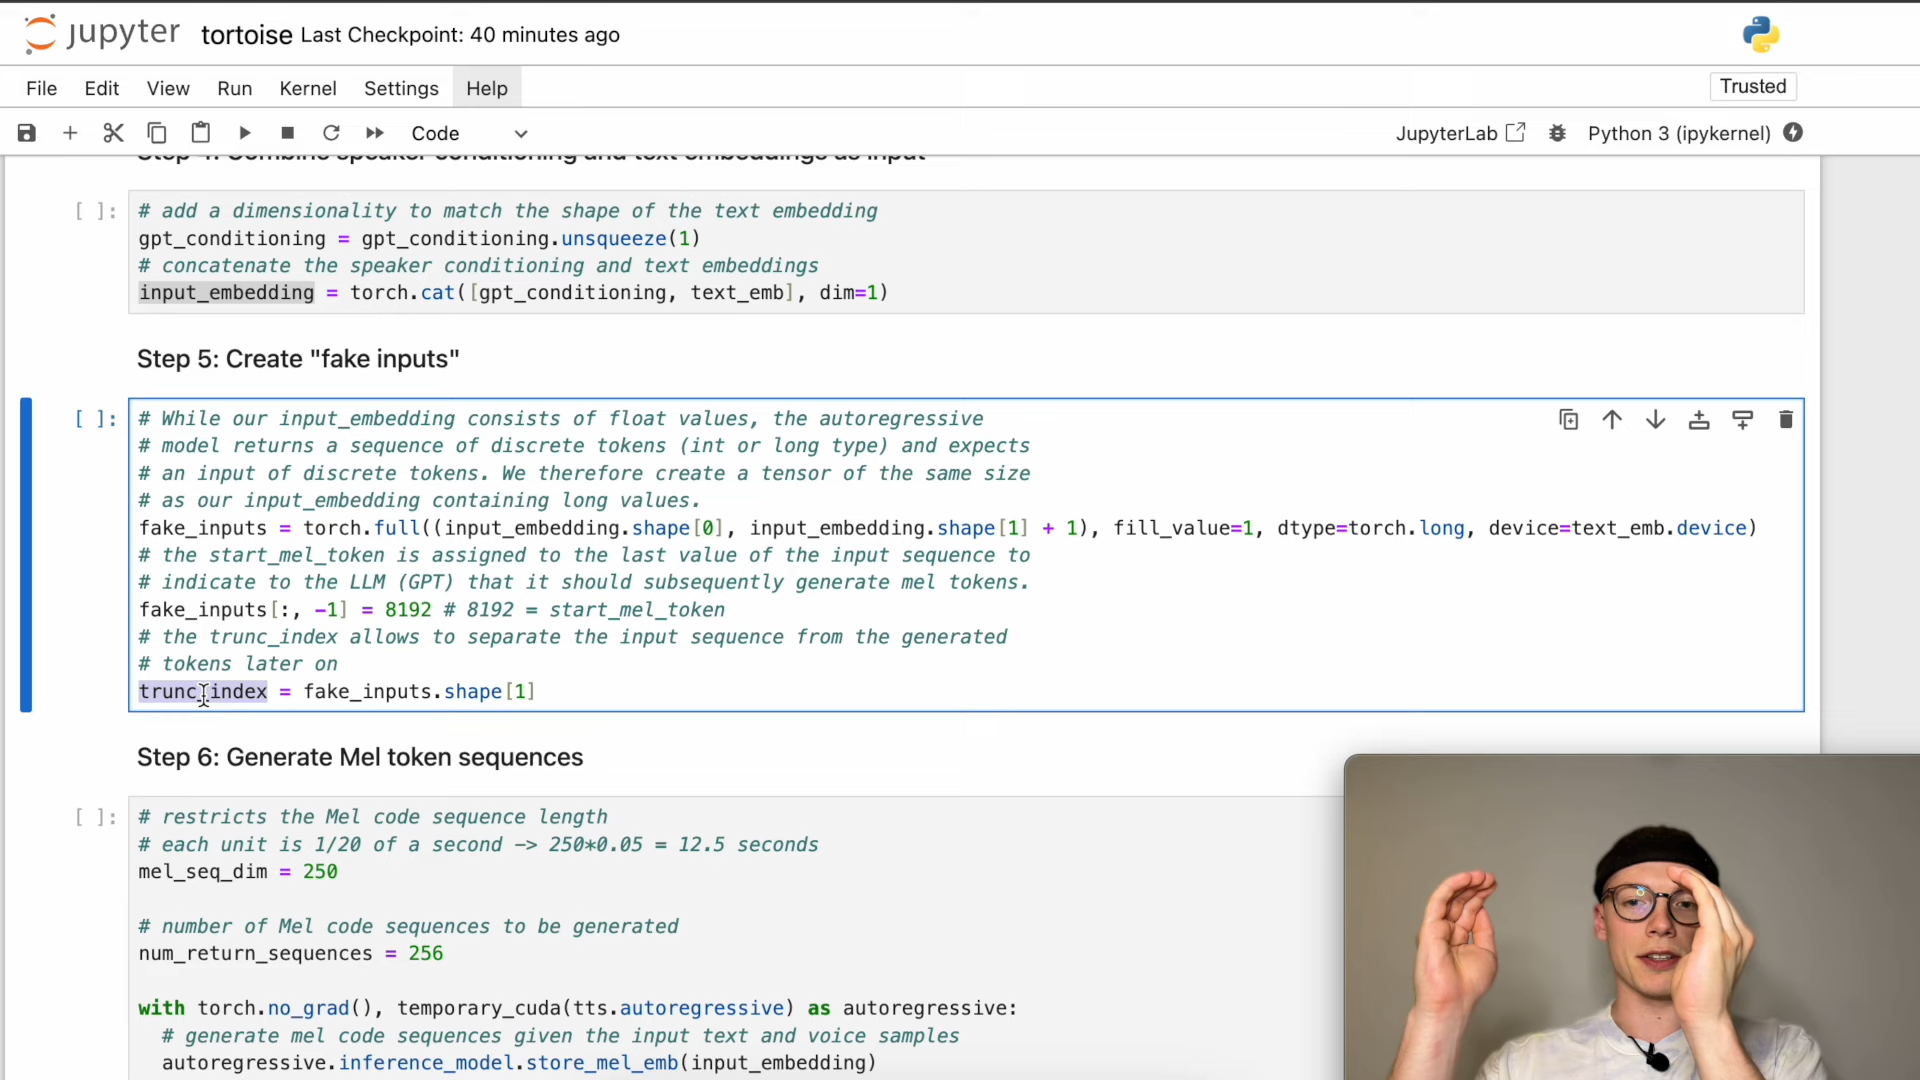 jupyter tortoise Last Checkpoint: 40 minutes ago
File Edit View Run Kernel Settings Help Trusted
Code JupyterLab Python 3 (ipykernel)
Step 4: Combine speaker conditioning and text embeddings as input
[ ]: # add a dimensionality to match the shape of the text embedding
gpt_conditioning = gpt_conditioning.unsqueeze(1)
# concatenate the speaker conditioning and text embeddings
input_embedding = torch.cat([gpt_conditioning, text_emb], dim=1)
Step 5: Create "fake inputs"
[ ]: # While our input_embedding consists of float values, the autoregressive
# model returns a sequence of discrete tokens (int or long type) and expects
# an input of discrete tokens. We therefore create a tensor of the same size
# as our input_embedding containing long values.
fake_inputs = torch.full((input_embedding.shape[0], input_embedding.shape[1] + 1), fill_value=1, dtype=torch.long, device=text_emb.device)
# the start_mel_token is assigned to the last value of the input sequence to
# indicate to the LLM (GPT) that it should subsequently generate mel tokens.
fake_inputs[:, -1] = 8192 # 8192 = start_mel_token
# the trunc_index allows to separate the input sequence from the generated
# tokens later on
trunc_index = fake_inputs.shape[1]
Step 6: Generate Mel token sequences
[ ]: # restricts the Mel code sequence length
# each unit is 1/20 of a second -> 250*0.05 = 12.5 seconds
mel_seq_dim = 250
# number of Mel code sequences to be generated
num_return_sequences = 256
with torch.no_grad(), temporary_cuda(tts.autoregressive) as autoregressive:
# generate mel code sequences given the input text and voice samples
autoregressive.inference_model.store_mel_emb(input_embedding)